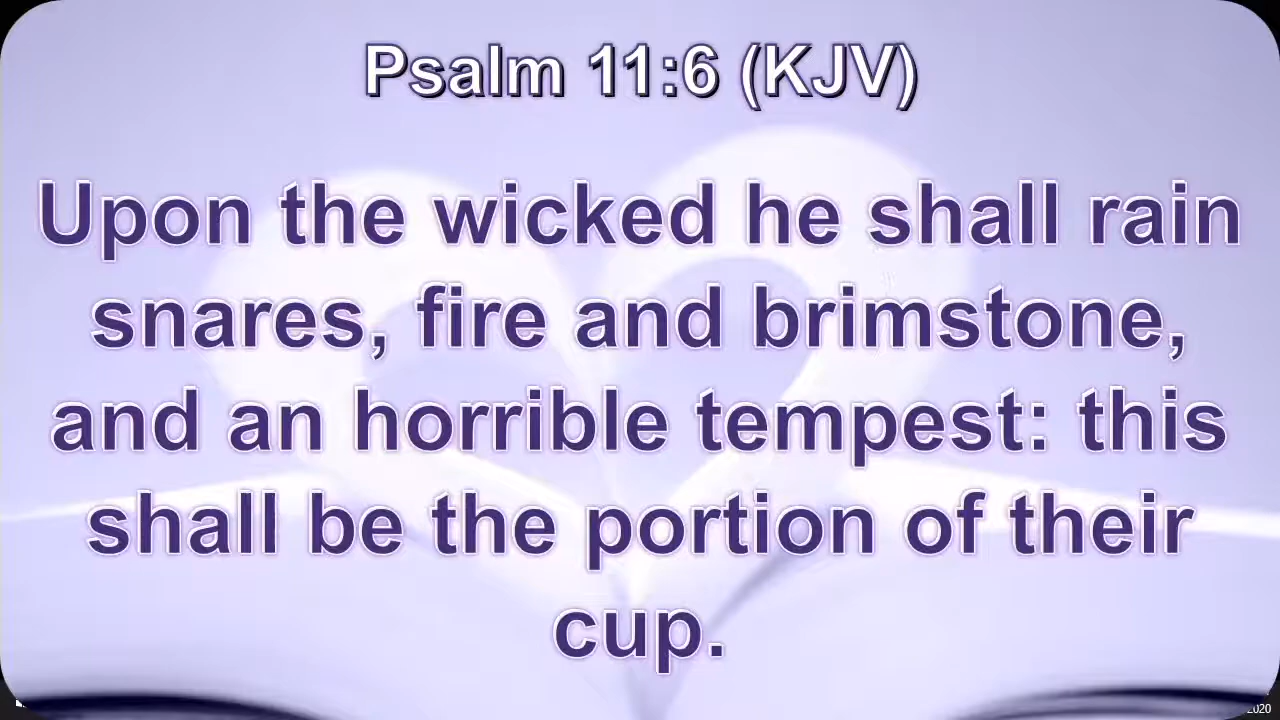 Psalm 11:6 (KJV)
Upon the wicked he shall rain
snares, fire and brimstone,
and an horrible tempest: this
shall be the portion of their
cup.
2020